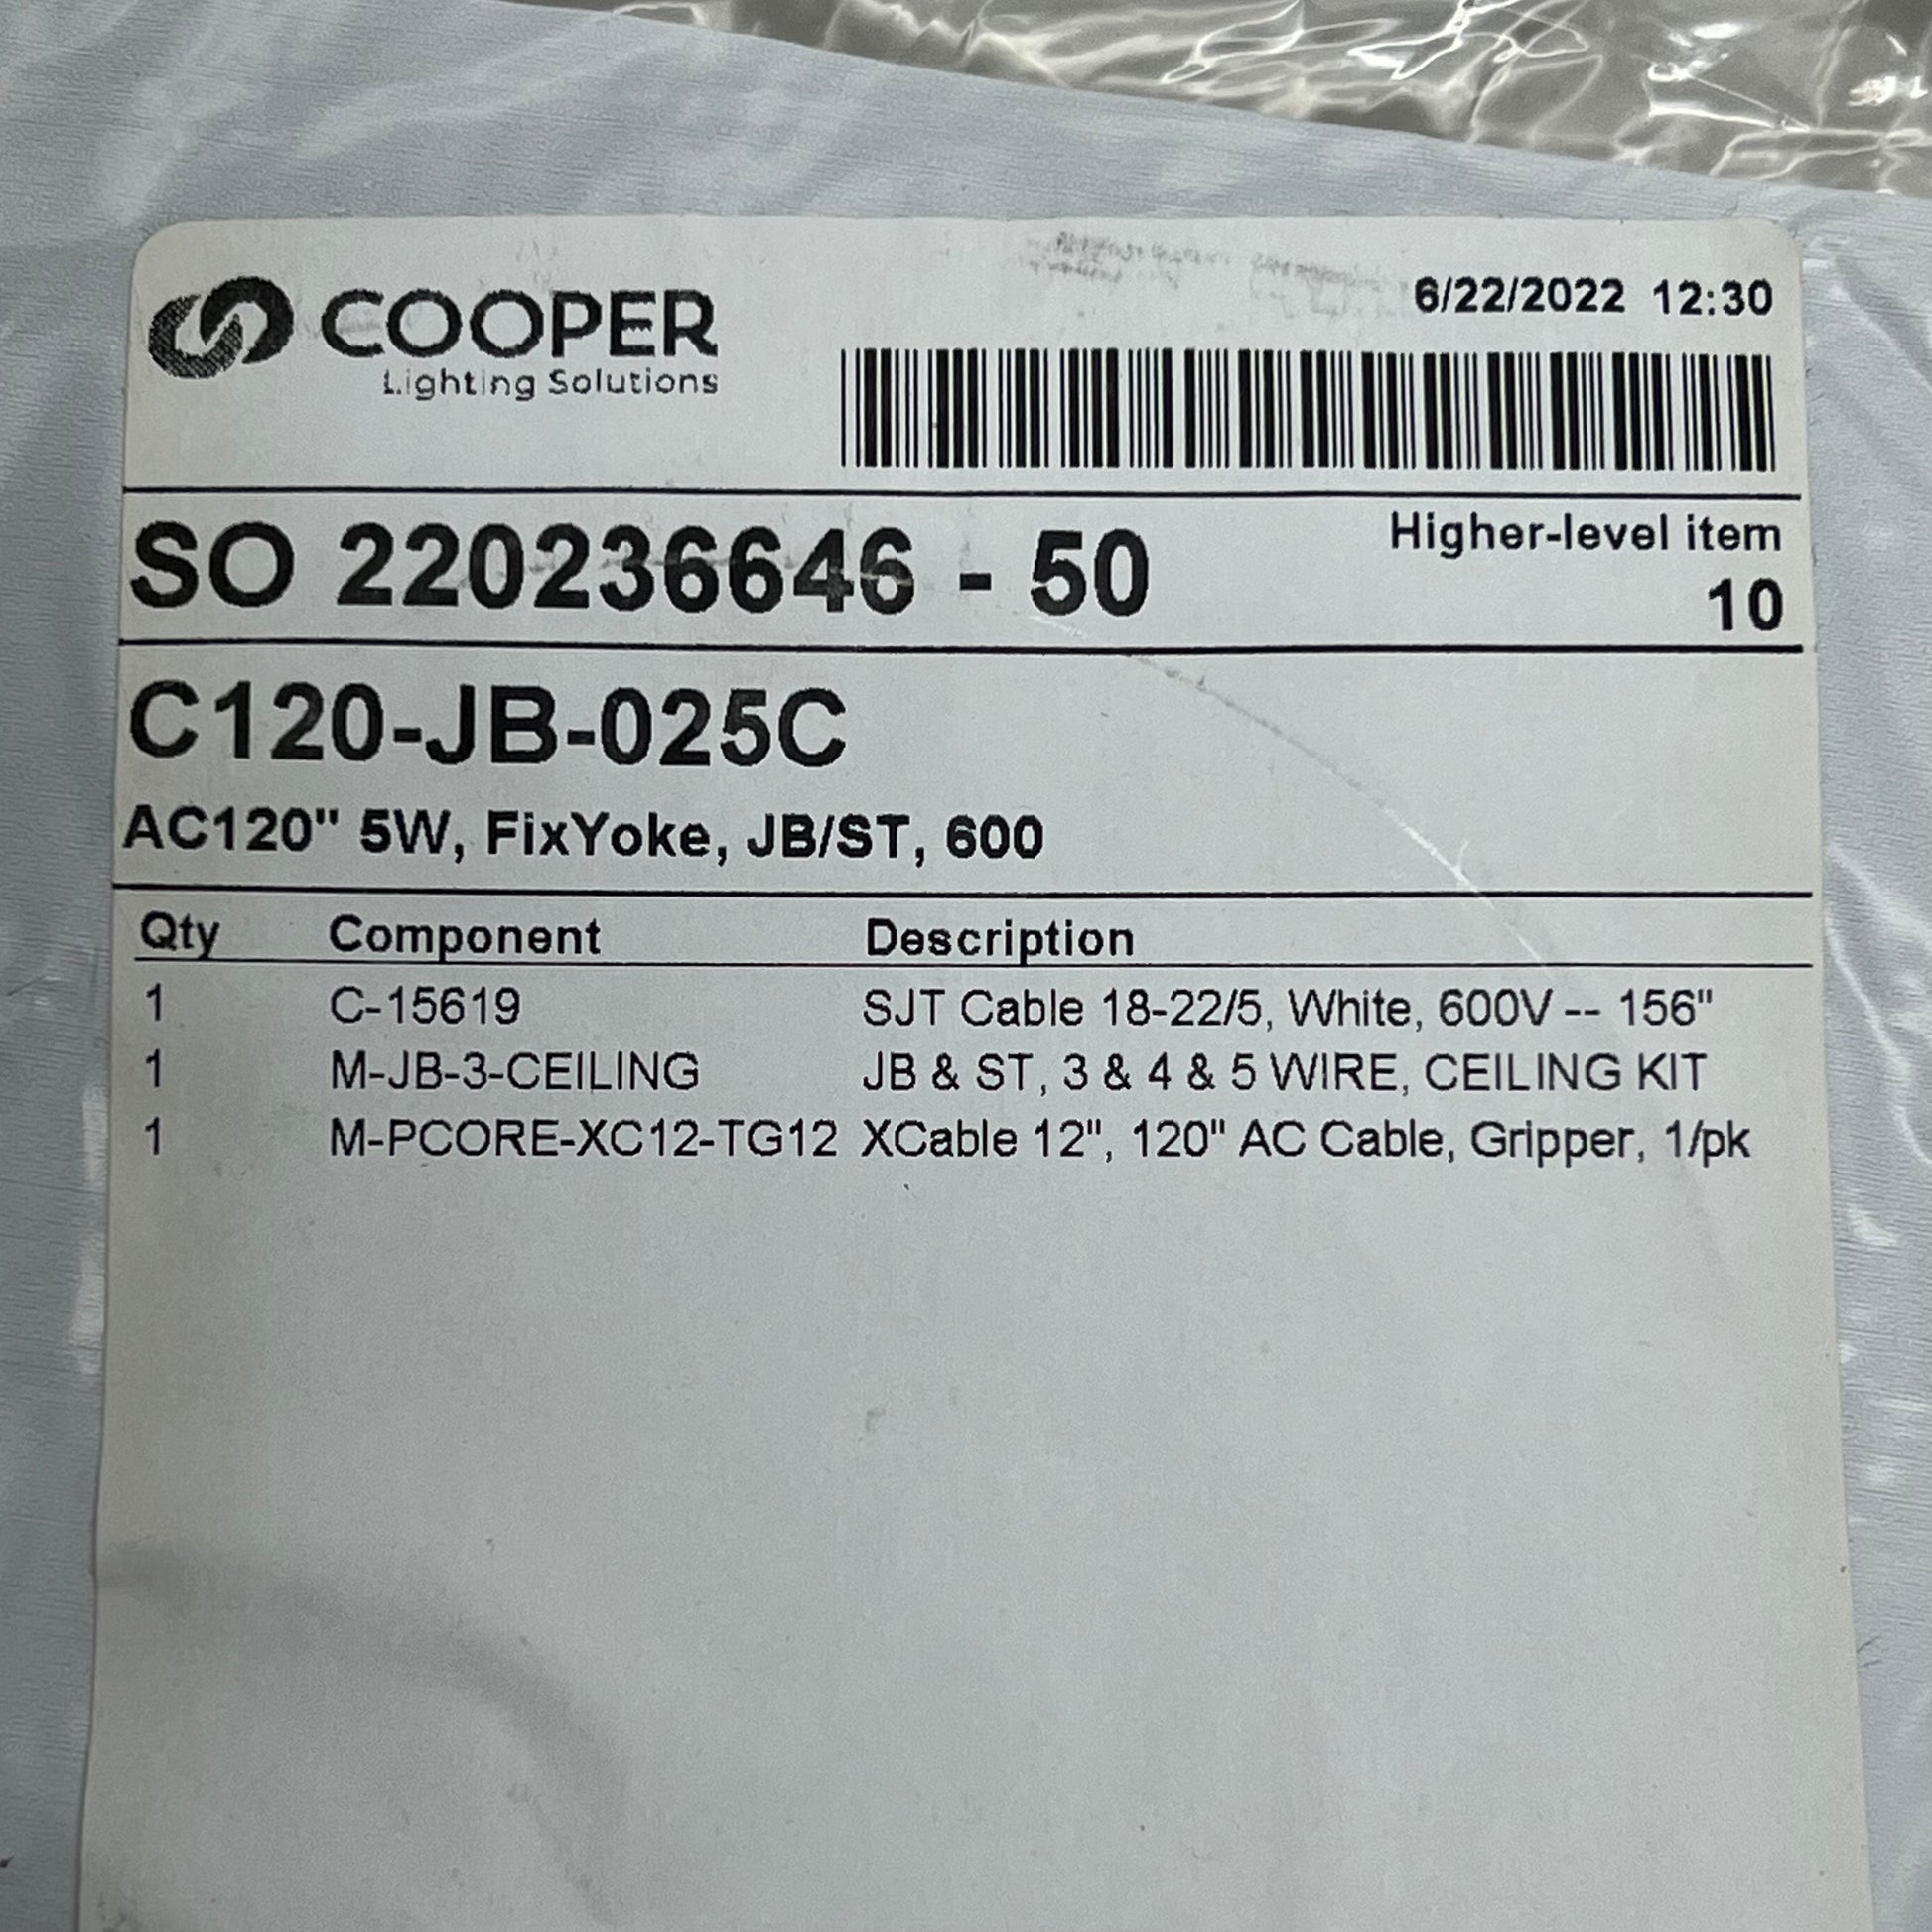 COOPER
Lighting Solutions
6/22/2022 12:30
SO 220236646 - 50
Higher-level item
10
C120-JB-025C
AC120" 5W, FixYoke, JB/ST, 600
Qty Component Description
1 C-15619 SJT Cable 18-22/5, White, 600V -- 156"
1 M-JB-3-CEILING JB & ST, 3 & 4 & 5 WIRE, CEILING KIT
1 M-PCORE-XC12-TG12 XCable 12", 120" AC Cable, Gripper, 1/pk